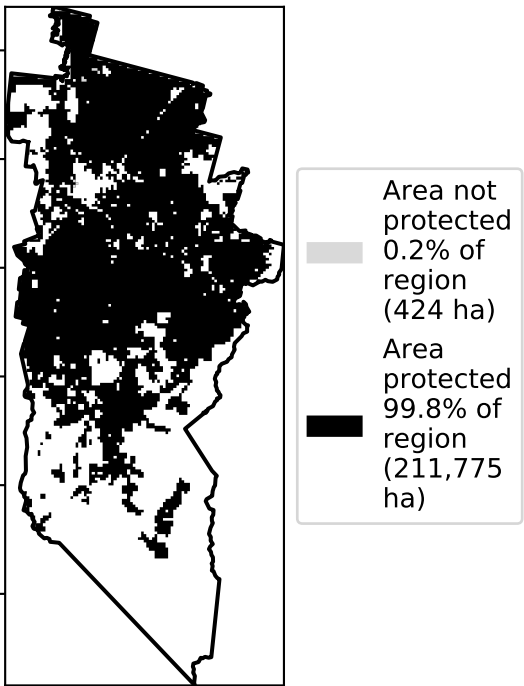 Area not
protected
0.2% of
region
(424 ha)
Area
protected
99.8% of
region
(211,775
ha)